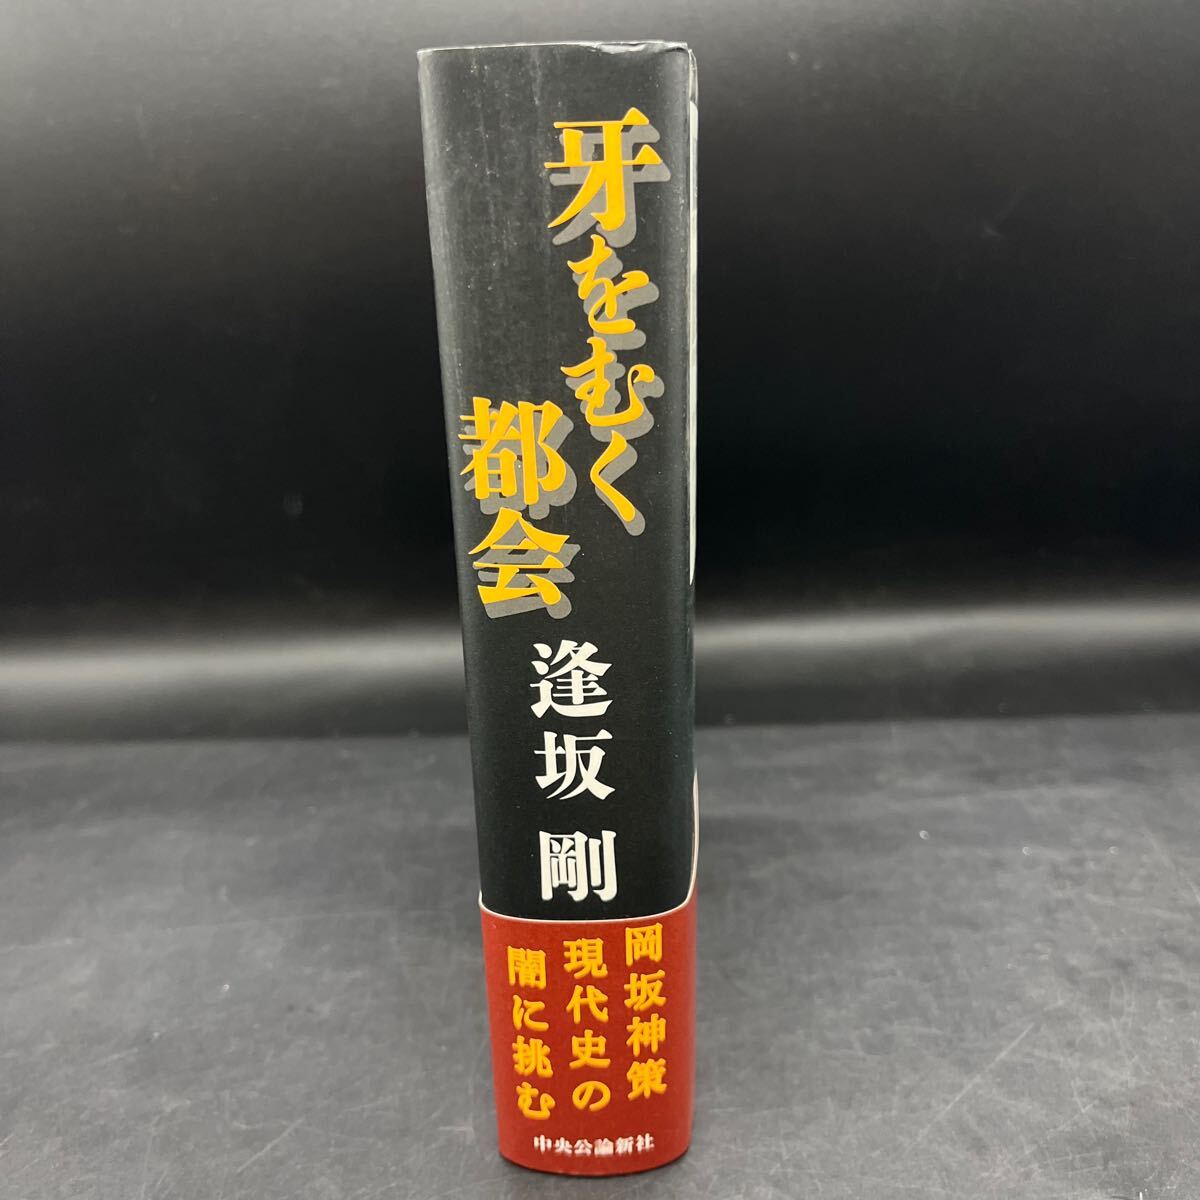 牙をむく
都会
逢坂 剛
岡坂神策
現代史の
闇に挑む
中央公論新社